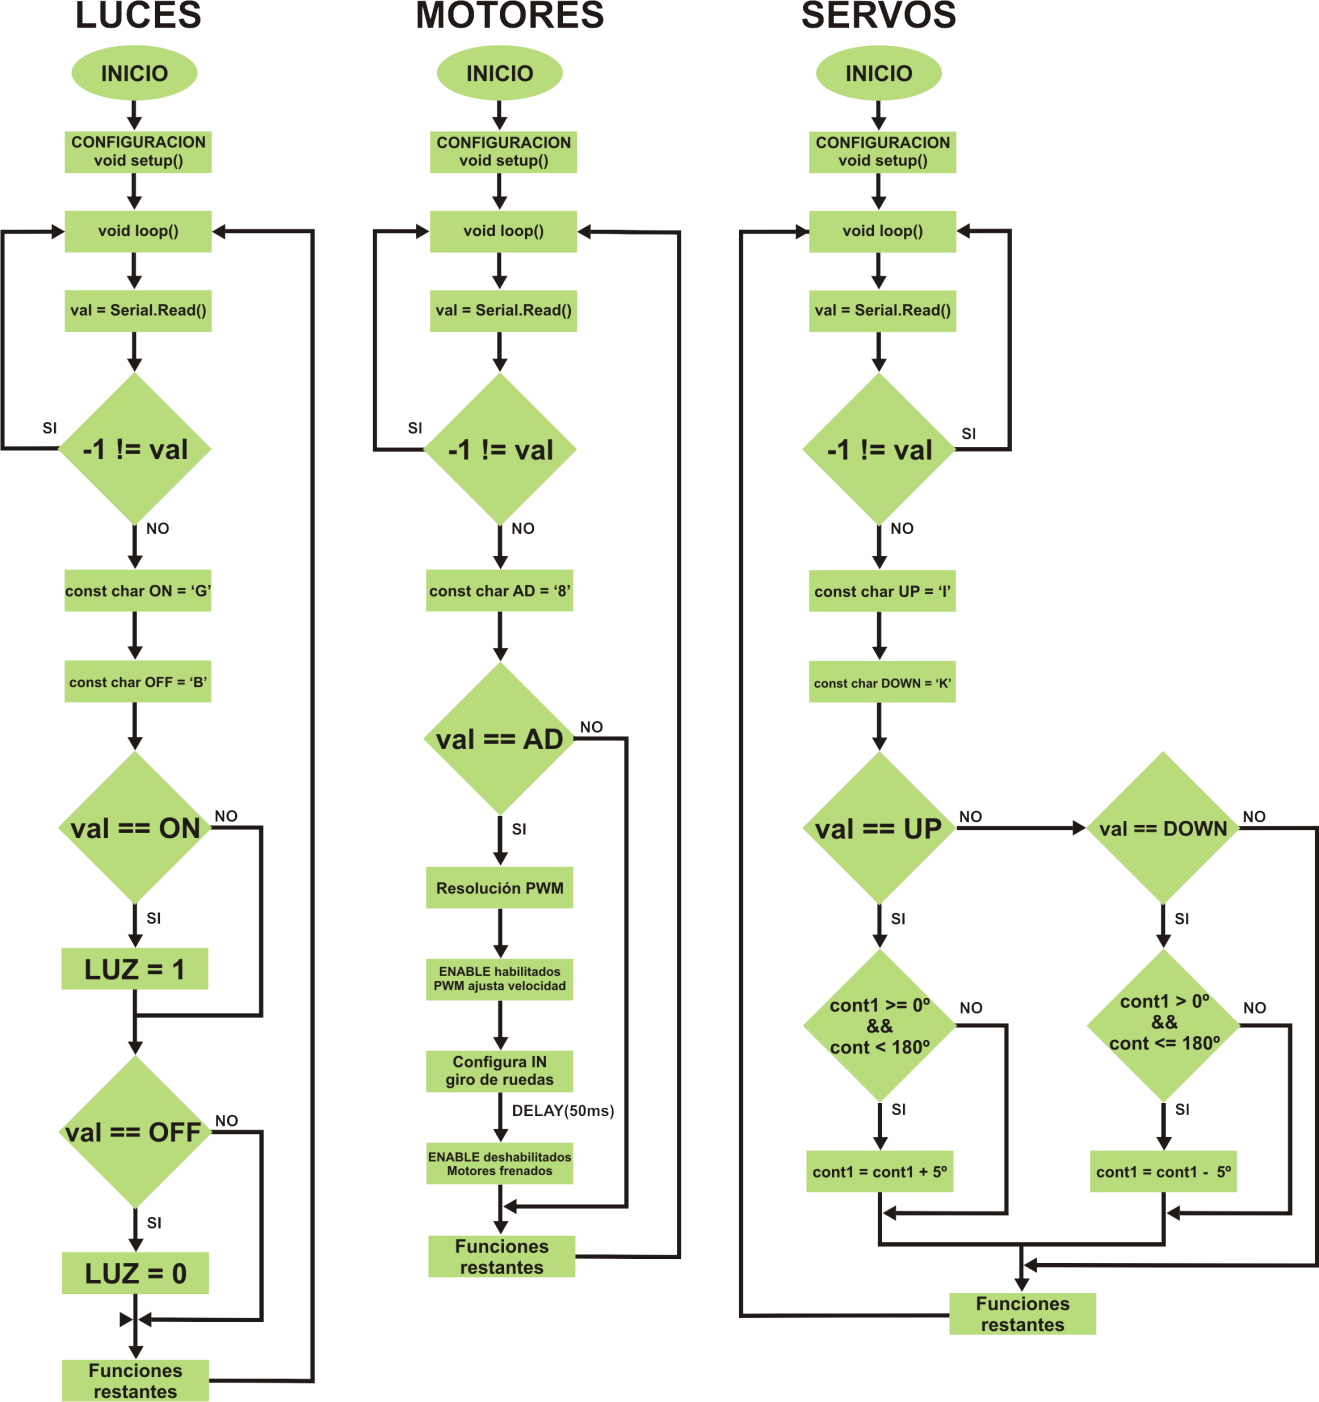 LUCES
INICIO
CONFIGURACION
void setup()
void loop()
val = Serial.Read()
SI
-1 != val
NO
const char ON = ‘G’
const char OFF = ‘B’
val == ON
NO
SI
LUZ = 1
val == OFF
NO
SI
LUZ = 0
Funciones
restantes
MOTORES
INICIO
CONFIGURACION
void setup()
void loop()
val = Serial.Read()
SI
-1 != val
NO
const char AD = ‘8’
val == AD
NO
SI
Resolución PWM
ENABLE habilitados
PWM ajusta velocidad
Configura IN
giro de ruedas
DELAY(50ms)
ENABLE deshabilitados
Motores frenados
Funciones
restantes
SERVOS
INICIO
CONFIGURACION
void setup()
void loop()
val = Serial.Read()
-1 != val
SI
NO
const char UP = ‘I’
const char DOWN = ‘K’
val == UP
NO
SI
cont1 >= 0º
&&
cont < 180º
NO
SI
cont1 = cont1 + 5º
val == DOWN
NO
SI
cont1 > 0º
&&
cont <= 180º
NO
SI
cont1 = cont1 - 5º
Funciones
restantes